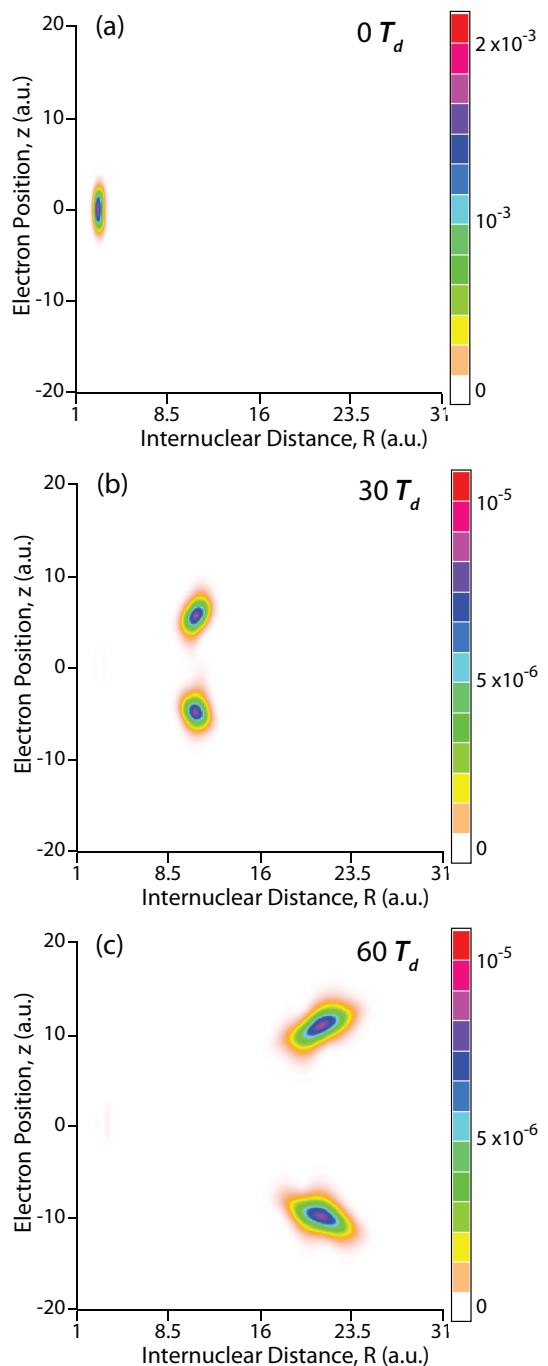 (a)
0 T_d
Electron Position, z (a.u.)
20
10
0
-10
-20
1
8.5
16
23.5
31
Internuclear Distance, R (a.u.)
2 x10⁻³
10⁻³
0
(b)
30 T_d
Electron Position, z (a.u.)
20
10
0
-10
-20
1
8.5
16
23.5
31
Internuclear Distance, R (a.u.)
10⁻⁵
5 x10⁻⁶
0
(c)
60 T_d
Electron Position, z (a.u.)
20
10
0
-10
-20
1
8.5
16
23.5
31
Internuclear Distance, R (a.u.)
10⁻⁵
5 x10⁻⁶
0